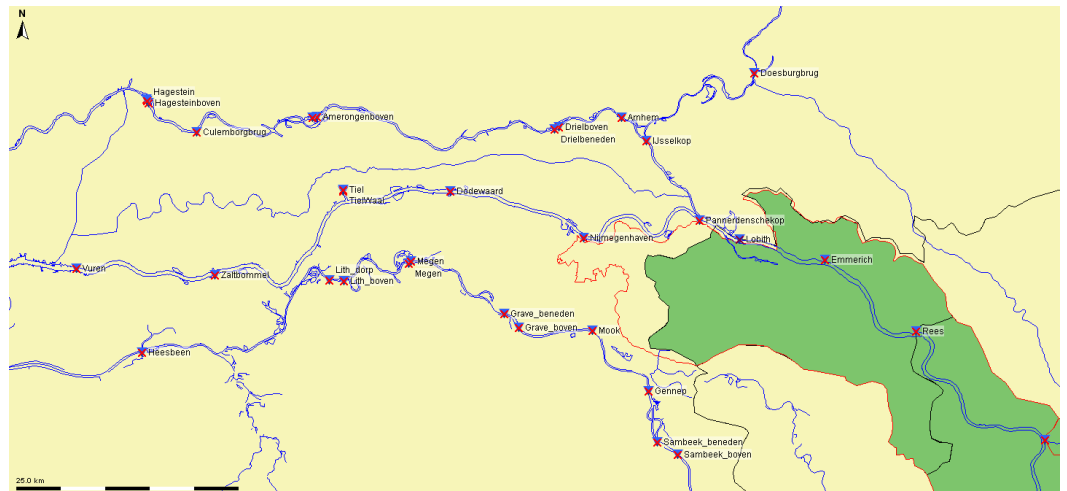 N
Doesburgbrug
Hagestein
Hagesteinboven
Culemborgbrug
Amerongenboven
Drielboven
Drielbeneden
Arnhem
IJsselkop
Tiel
TielWaal
Dodewaard
Pannerdenschekop
Nijmegenhaven
Lobith
Emmerich
Vuren
Zaltbommel
Lith_dorp
Lith_boven
Megen
Megen
Grave_beneden
Grave_boven
Mook
Rees
Heesbeen
Gennep
Sambeek_beneden
Sambeek_boven
25.0 km